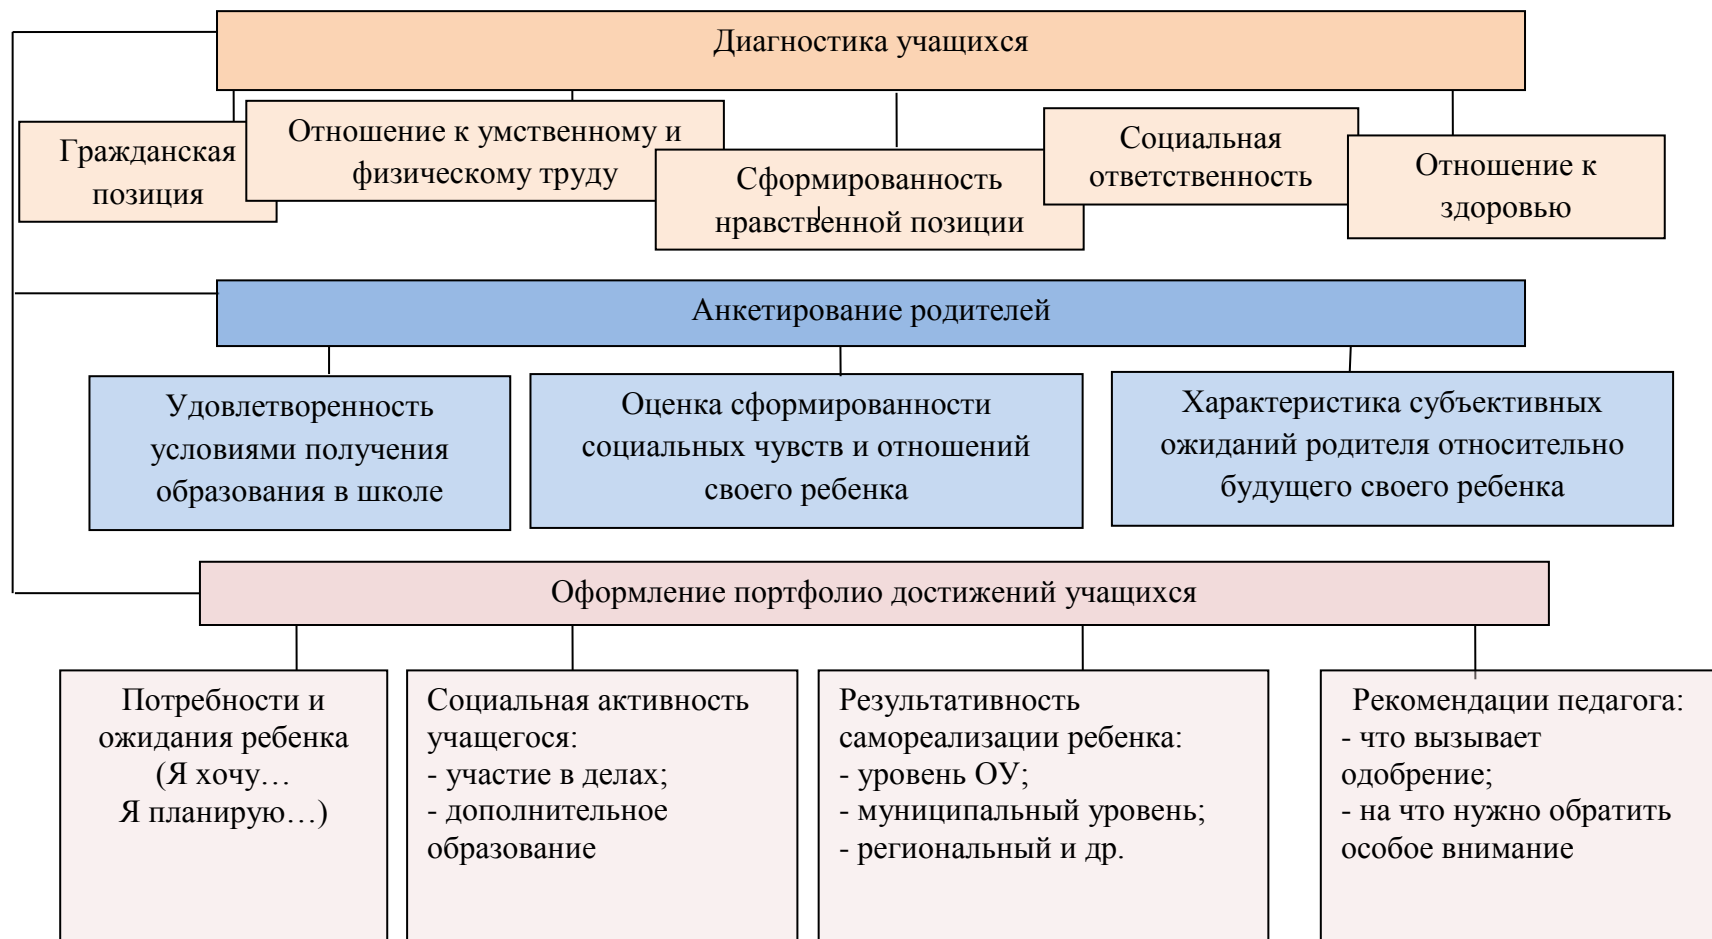 Диагностика учащихся
Гражданская
позиция
Отношение к умственному и
физическому труду
Сформированность
нравственной позиции
Социальная
ответственность
Отношение к
здоровью
Анкетирование родителей
Удовлетворенность
условиями получения
образования в школе
Оценка сформированности
социальных чувств и отношений
своего ребенка
Характеристика субъективных
ожиданий родителя относительно
будущего своего ребенка
Оформление портфолио достижений учащихся
Потребности и
ожидания ребенка
(Я хочу…
Я планирую…)
Социальная активность
учащегося:
- участие в делах;
- дополнительное
образование
Результативность
самореализации ребенка:
- уровень ОУ;
- муниципальный уровень;
- региональный и др.
Рекомендации педагога:
- что вызывает
одобрение;
- на что нужно обратить
особое внимание